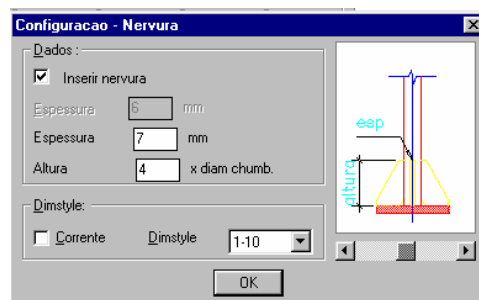 Configuracao - Nervura
Dados :
Inserir nervura
Espessura 6 mm
Espessura 7 mm
Altura 4 x diam chumb.
Dimstyle:
Corrente Dimstyle 1-10
OK
esp
altura